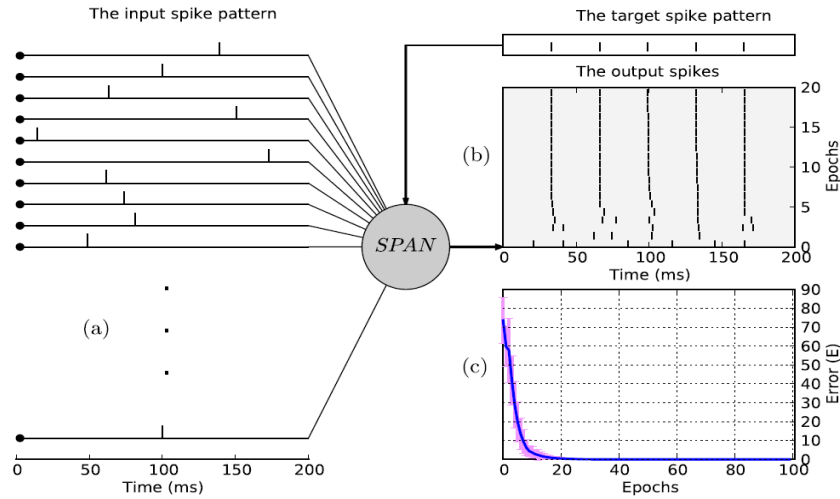 The input spike pattern
The target spike pattern
The output spikes
20
15
10
5
0
Epochs
(b)
0 50 100 150 200
Time (ms)
SPAN
(a)
90
80
70
60
50
40
30
20
10
0
Error (E)
(c)
0 20 40 60 80 100
Epochs
0 50 100 150 200
Time (ms)